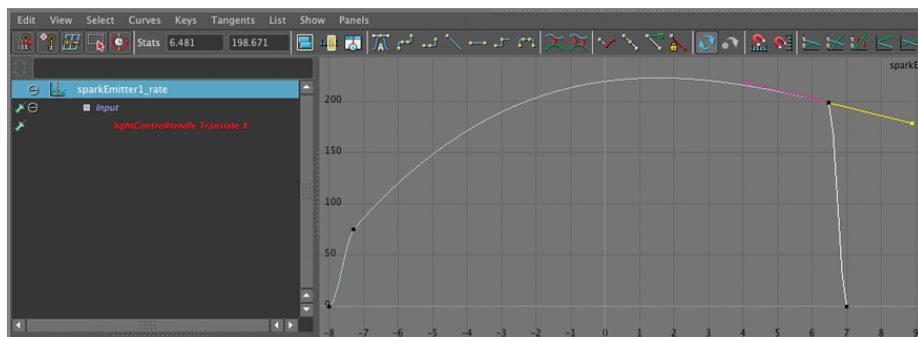 Edit View Select Curves Keys Tangents List Show Panels
Stats 6.481 198.671
sparkEmitter1_rate
Input
lightControlHandle.Translate X
sparkE
200
150
100
50
0
-8 -7 -6 -5 -4 -3 -2 -1 0 1 2 3 4 5 6 7 8 9